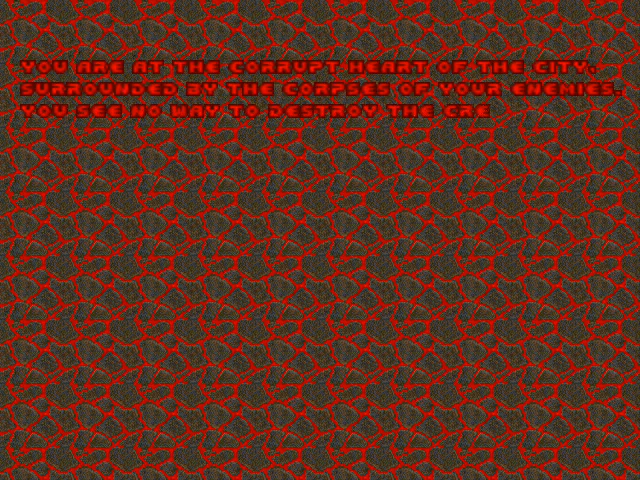 YOU ARE AT THE CORRUPT HEART OF THE CITY,
SURROUNDED BY THE CORPSES OF YOUR ENEMIES.
YOU SEE NO WAY TO DESTROY THE CRE